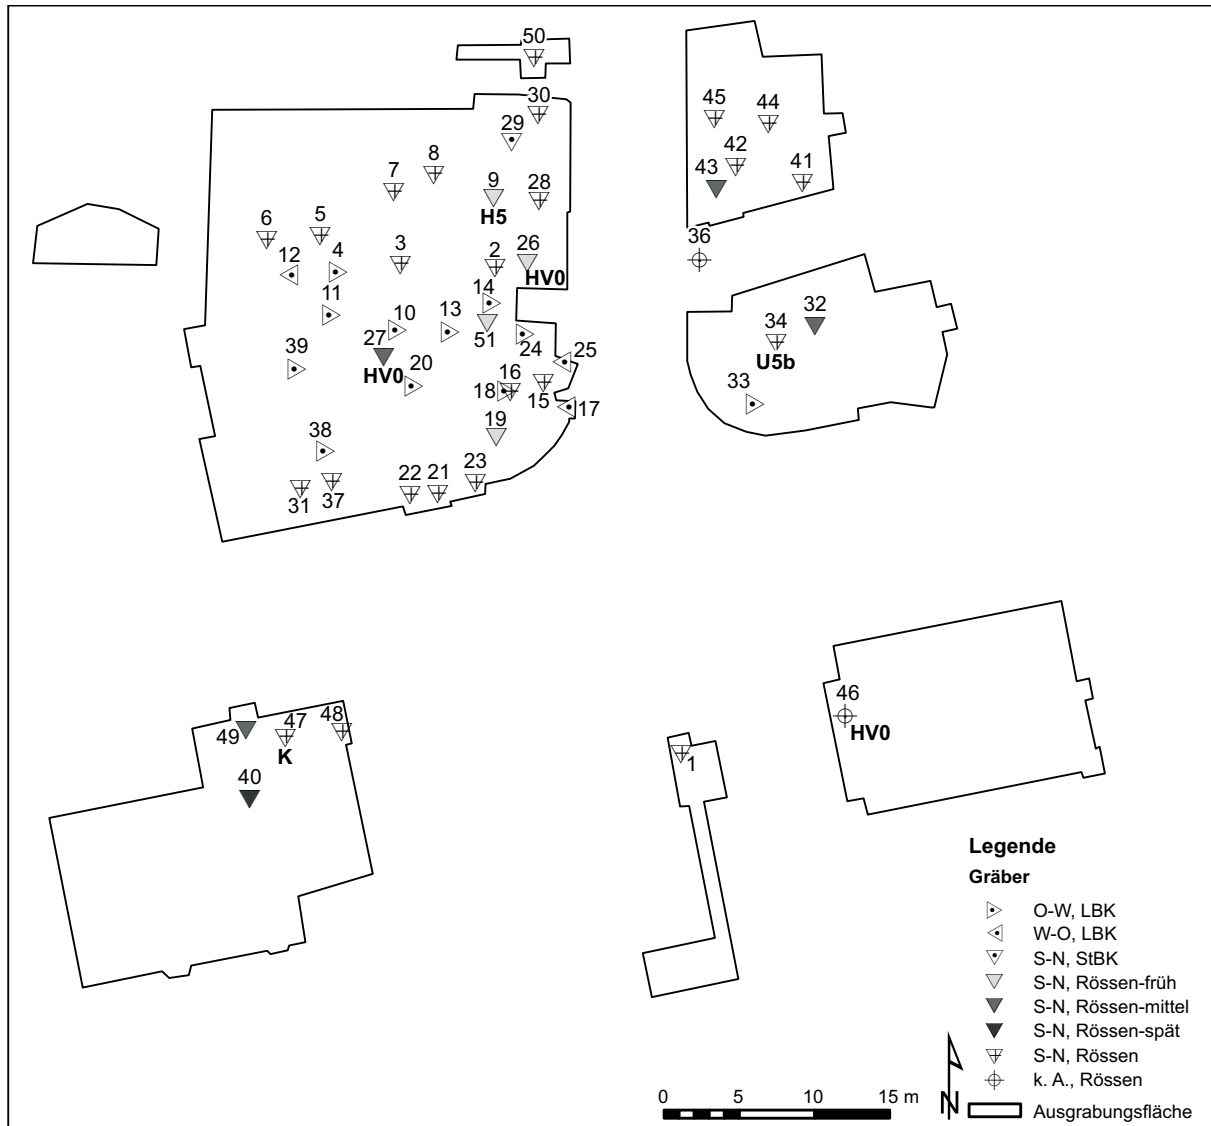 50
30
29
45
44
42
43
41
8
7
9
H5
28
6
5
3
2
26
HV0
36
12
4
11
14
10
13
51
24
25
27
HV0
20
39
18
16
15
17
19
32
34
U5b
33
38
31
37
22
21
23
49
47
K
48
40
1
46
HV0
Legende
Gräber
O-W, LBK
W-O, LBK
S-N, StBK
S-N, Rössen-früh
S-N, Rössen-mittel
S-N, Rössen-spät
S-N, Rössen
k. A., Rössen
Ausgrabungsfläche
0 5 10 15 m
N